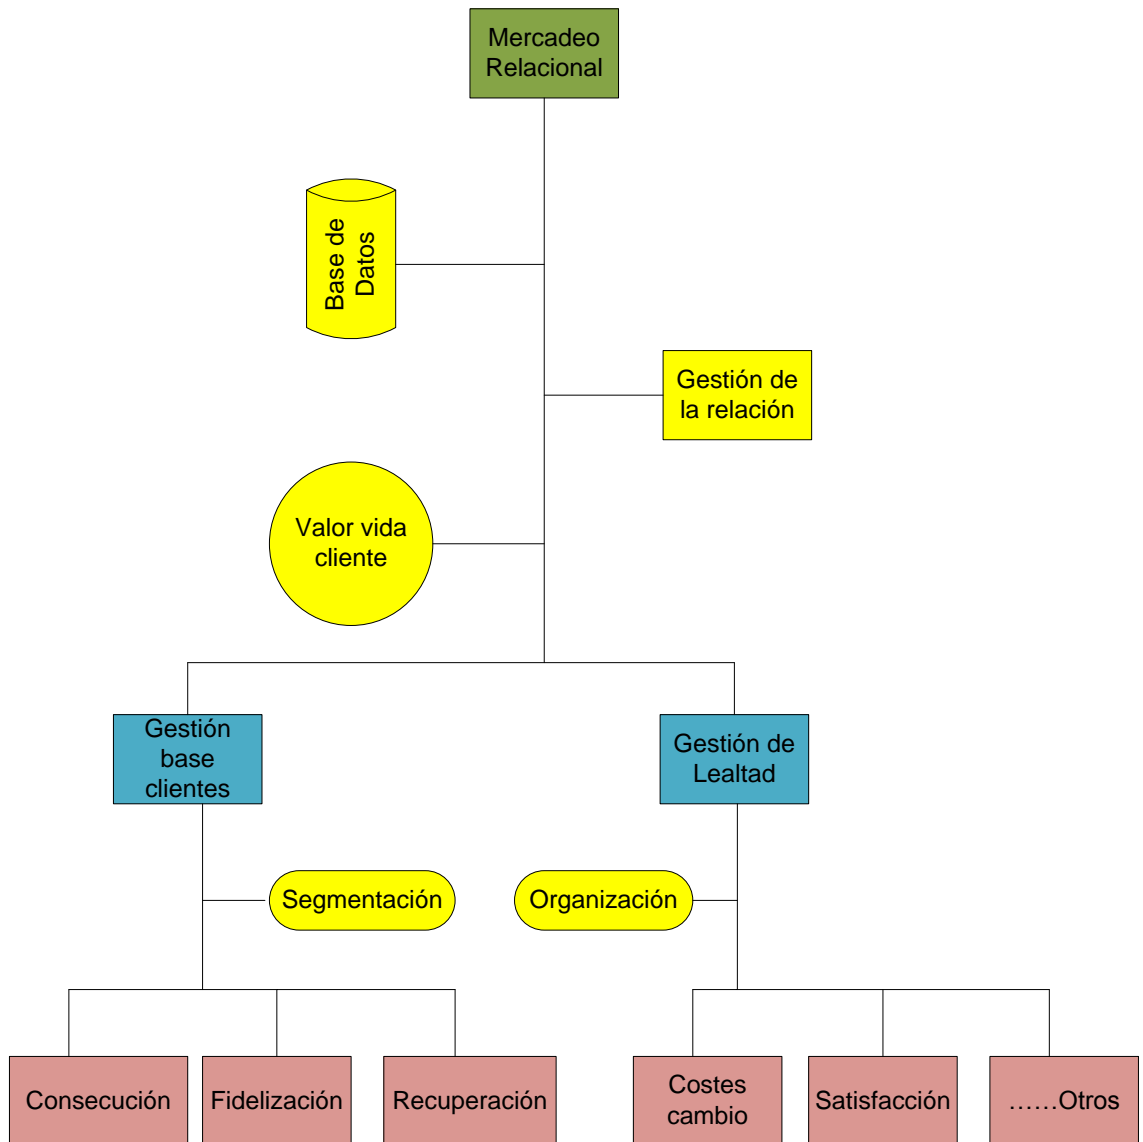 Mercadeo
Relacional
Base de
Datos
Gestión de
la relación
Valor vida
cliente
Gestión
base
clientes
Gestión de
Lealtad
Segmentación
Organización
Consecución
Fidelización
Recuperación
Costes
cambio
Satisfacción
……Otros